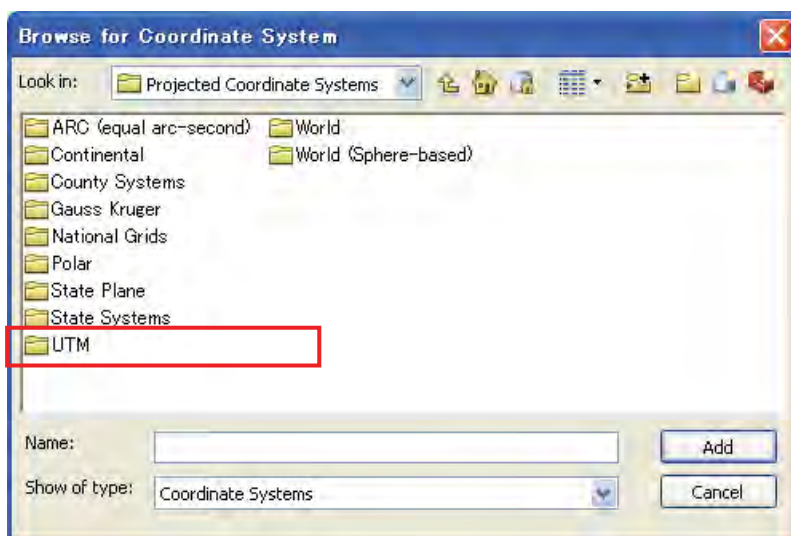 Browse for Coordinate System
Look in: Projected Coordinate Systems
ARC (equal arc-second) World
Continental World (Sphere-based)
County Systems
Gauss Kruger
National Grids
Polar
State Plane
State Systems
UTM
Name: Add
Show of type: Coordinate Systems Cancel